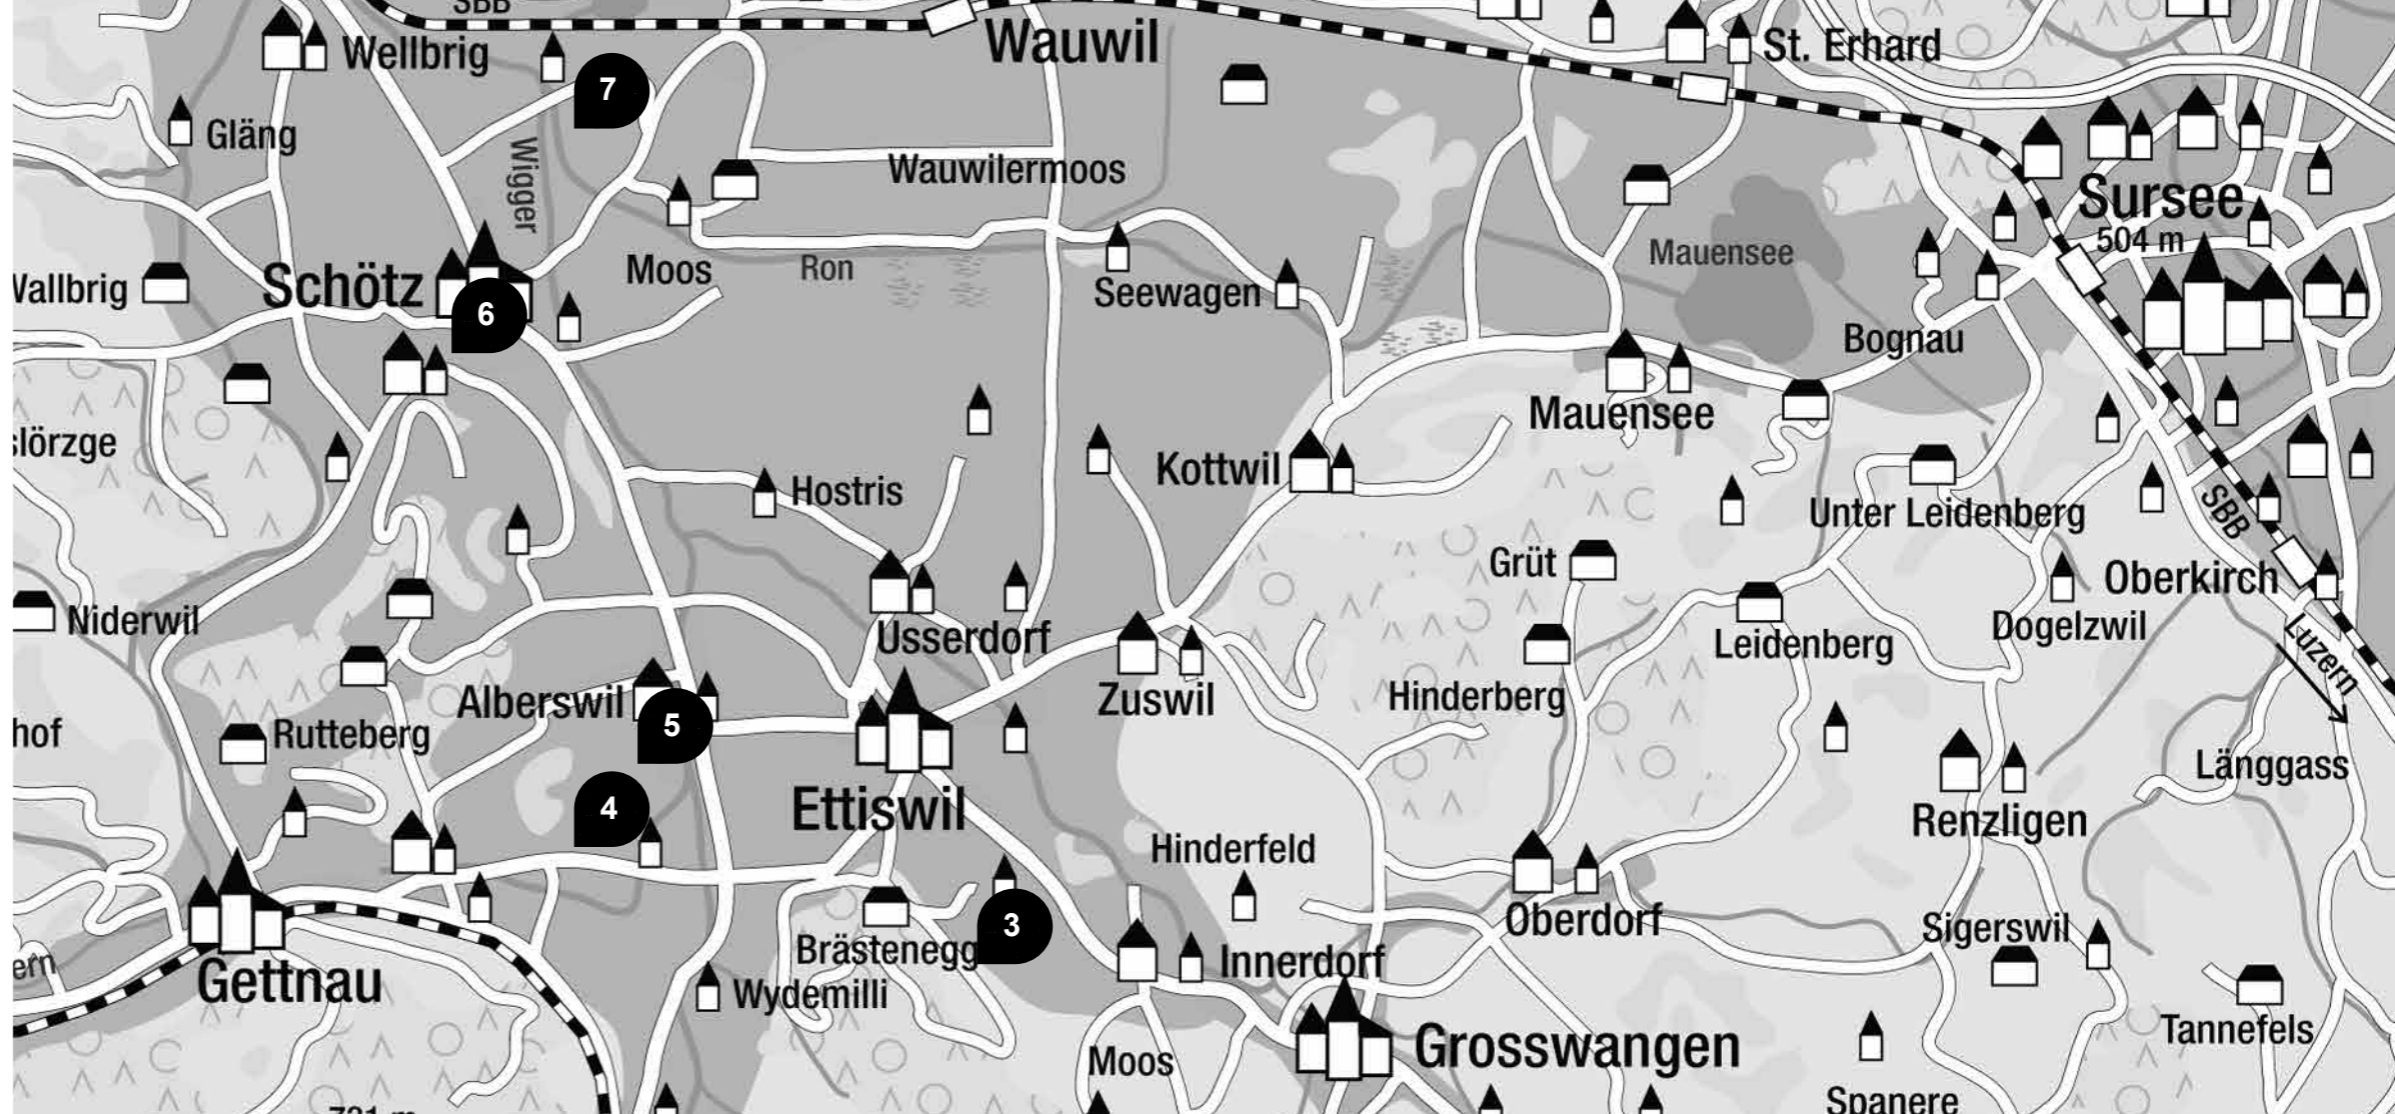 SBB
Wauwil
St. Erhard
Wellbrig
7
Gläng
Wigger
Wauwilermoos
Sursee
504 m
Mauensee
Moos
Ron
Schötz
Wallbrig
Seewagen
6
Bognau
Mauensee
Kottwil
Hostris
Unter Leidenberg
SBB
Grüt
Oberkirch
Niderwil
Dogelzwil
Usserdorf
Leidenberg
Luzern
Zuswil
Hinderberg
Alberswil
5
Rutteberg
hof
Länggass
4
Ettiswil
Renzligen
Hinderfeld
3
Oberdorf
Sigerswil
Brästenegg
Innerdorf
ern
Gettnau
Wydemilli
Tannefels
Grosswangen
Moos
Spanere